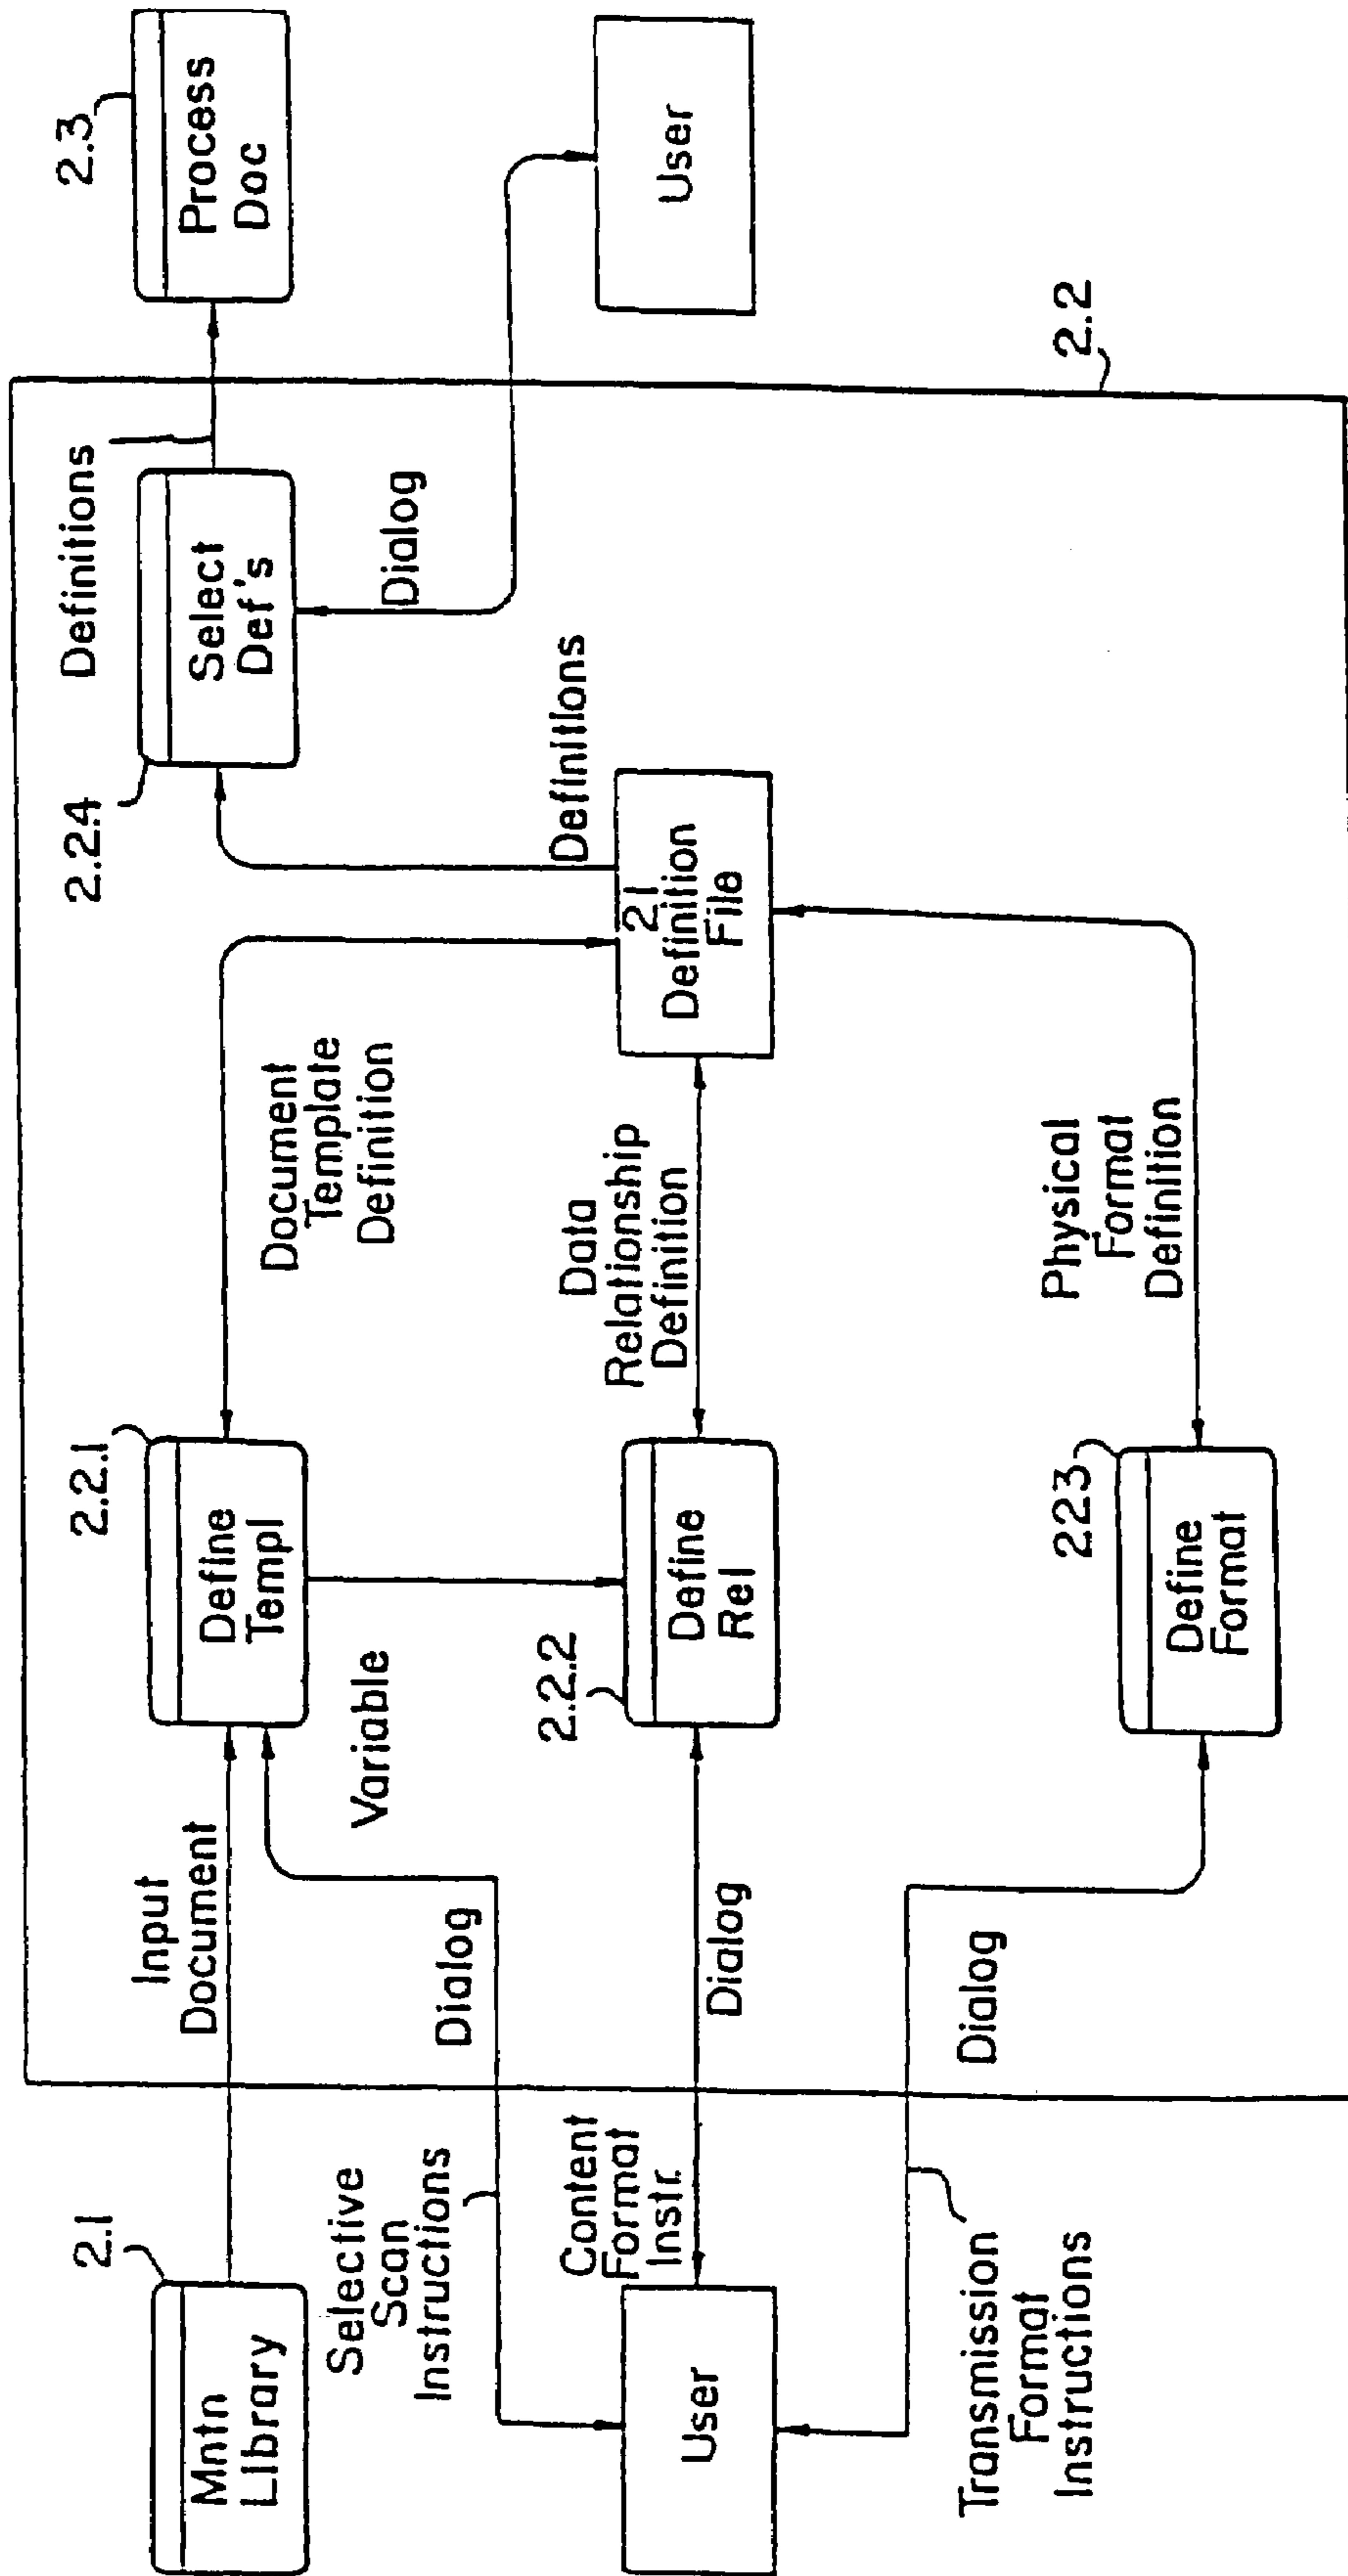 2.1
Mntn
Library
Input
Document
2.2.1
Define
Templ
Document
Template
Definition
2.2.4
Select
Def's
Definitions
2.3
Process
Doc
Selective
Scan
Instructions
Dialog
Variable
Dialog
User
Content
Format
Instr.
Dialog
2.2.2
Define
Rel
Data
Relationship
Definition
21
Definition
File
Definitions
User
Transmission
Format
Instructions
Dialog
223
Define
Format
Physical
Format
Definition
2.2